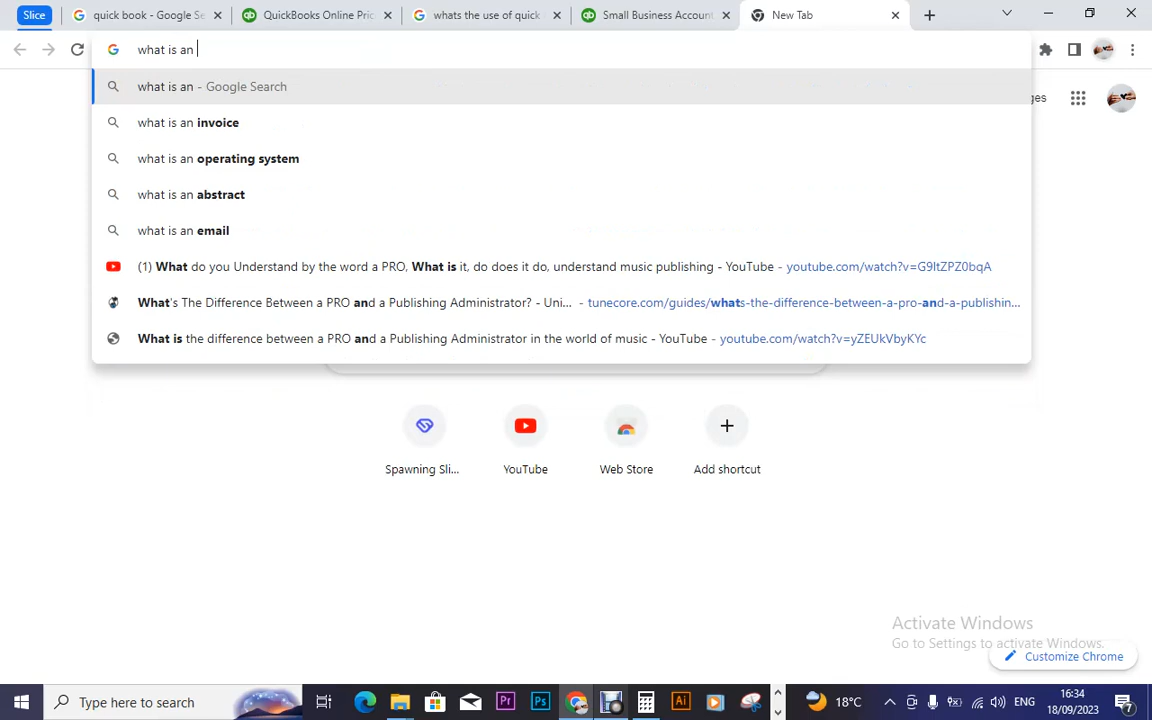 Slice
quick book - Google Se
QuickBooks Online Pric
whats the use of quick
Small Business Account
New Tab
what is an
what is an - Google Search
what is an invoice
what is an operating system
what is an abstract
what is an email
(1) What do you Understand by the word a PRO, What is it, do does it do, understand music publishing - YouTube - youtube.com/watch?v=G9ItZPZ0bqA
What's The Difference Between a PRO and a Publishing Administrator? - Uni... - tunecore.com/guides/whats-the-difference-between-a-pro-and-a-publishin...
What is the difference between a PRO and a Publishing Administrator in the world of music - YouTube - youtube.com/watch?v=yZEUkVbyKYc
Spawning Sli...
YouTube
Web Store
Add shortcut
Activate Windows
Go to Settings to activate Windows.
Customize Chrome
Type here to search
Pr
Ps
Ai
18°C
ENG
16:34
18/09/2023
7